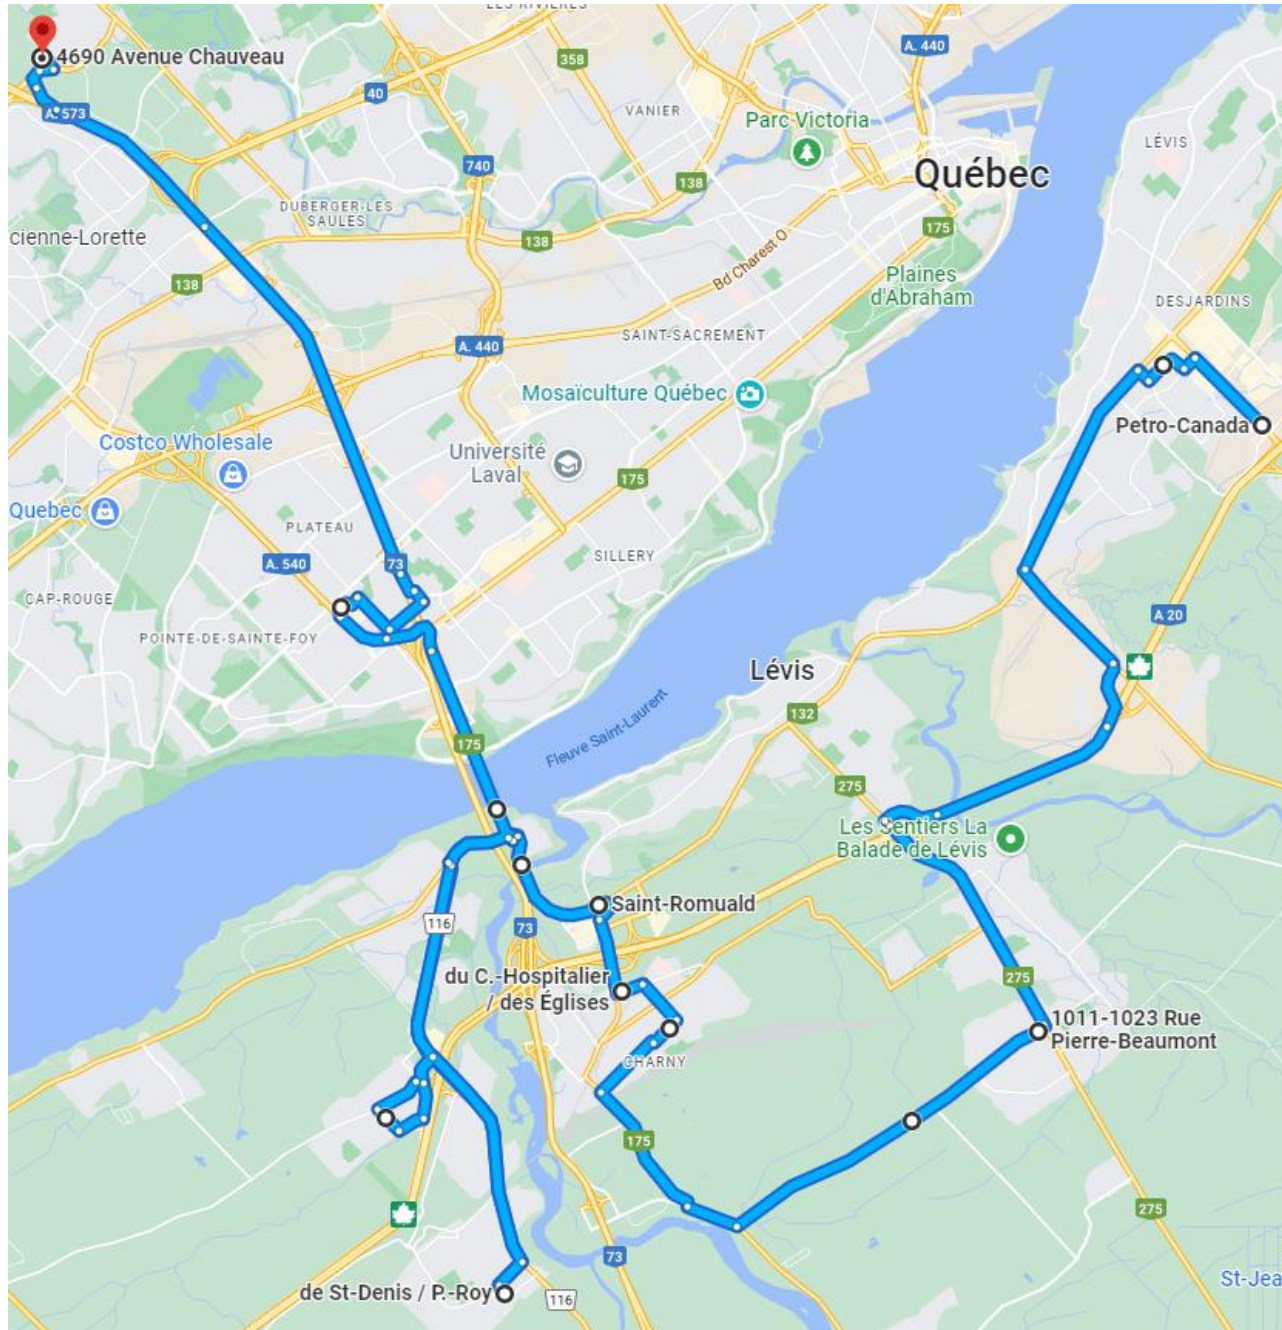 LES RIVIÈRES
4690 Avenue Chauveau
A. 573
40
358
A. 440
VANIER
Parc Victoria
LÉVIS
740
Québec
138
DUBERGER-LES
SAULES
cienne-Lorette
138
175
Bd Charest O
Plaines
d'Abraham
138
DESJARDINS
A. 440
SAINT-SACREMENT
Mosaïculture Québec
Petro-Canada
Costco Wholesale
Université
Laval
175
Quebec
PLATEAU
SILLERY
A. 540
73
CAP-ROUGE
A 20
POINTE-DE-SAINTE-FOY
Lévis
Fleuve Saint-Laurent
132
175
275
Les Sentiers La
Balade de Lévis
Saint-Romuald
116
73
du C.-Hospitalier
/ des Églises
275
1011-1023 Rue
Pierre-Beaumont
CHARNY
175
275
73
St-Jea
de St-Denis / P.-Roy
116